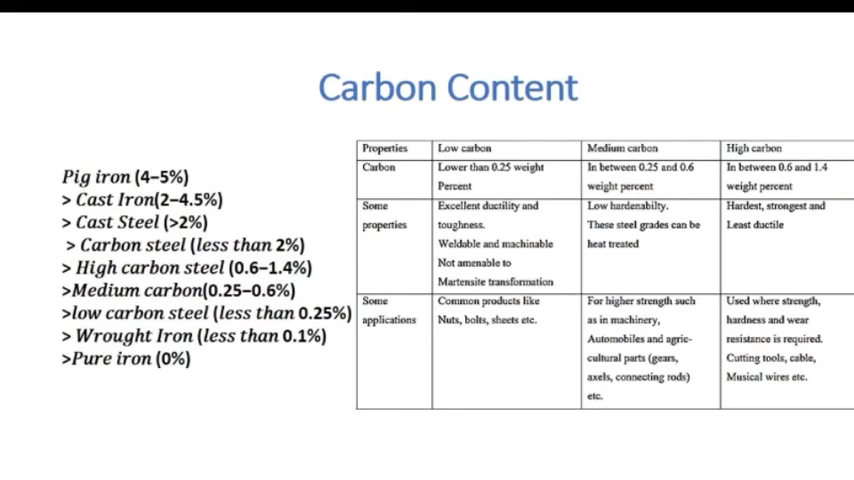 Carbon Content
Pig iron (4–5%)
> Cast Iron(2–4.5%)
> Cast Steel (>2%)
> Carbon steel (less than 2%)
> High carbon steel (0.6–1.4%)
>Medium carbon(0.25–0.6%)
>low carbon steel (less than 0.25%)
> Wrought Iron (less than 0.1%)
>Pure iron (0%)
Properties
Low carbon
Medium carbon
High carbon
Carbon
Lower than 0.25 weight
Percent
In between 0.25 and 0.6
weight percent
In between 0.6 and 1.4
weight percent
Some
properties
Excellent ductility and
toughness.
Weldable and machinable
Not amenable to
Martensite transformation
Low hardenabilty.
These steel grades can be
heat treated
Hardest, strongest and
Least ductile
Some
applications
Common products like
Nuts, bolts, sheets etc.
For higher strength such
as in machinery,
Automobiles and agric-
cultural parts (gears,
axels, connecting rods)
etc.
Used where strength,
hardness and wear
resistance is required.
Cutting tools, cable,
Musical wires etc.